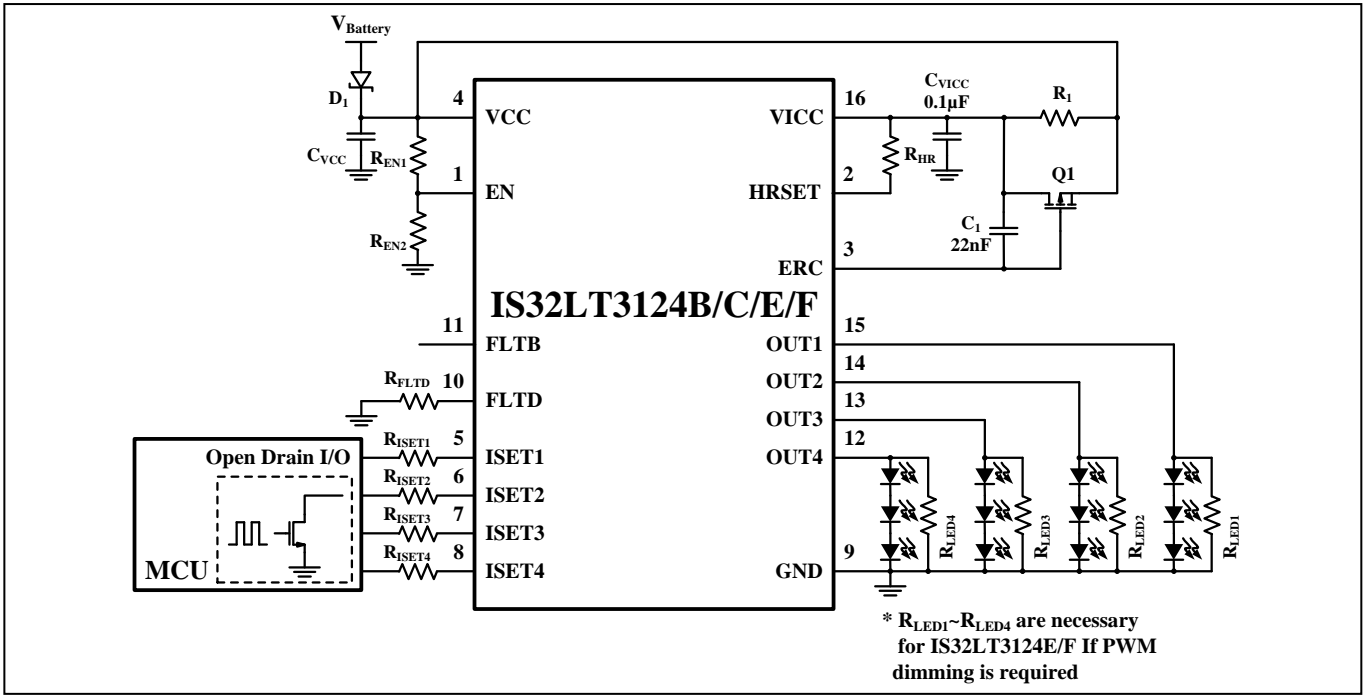 VBattery
D1
CVCC
REN1
REN2
4
VCC
1
EN
11
FLTB
RFLTD
10
FLTD
RISET1
5
ISET1
RISET2
6
ISET2
RISET3
7
ISET3
RISET4
8
ISET4
Open Drain I/O
MCU
IS32LT3124B/C/E/F
16
VICC
CVICC
0.1µF
R1
RHR
2
HRSET
Q1
C1
22nF
3
ERC
15
OUT1
14
OUT2
13
OUT3
12
OUT4
RLED4
RLED3
RLED2
RLED1
9
GND
* RLED1~RLED4 are necessary
for IS32LT3124E/F If PWM
dimming is required